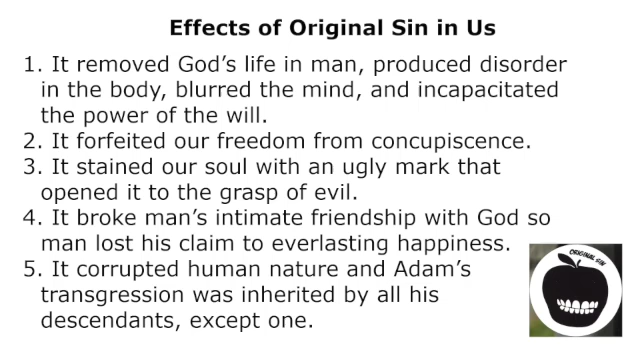 Effects of Original Sin in Us
1. It removed God’s life in man, produced disorder
in the body, blurred the mind, and incapacitated
the power of the will.
2. It forfeited our freedom from concupiscence.
3. It stained our soul with an ugly mark that
opened it to the grasp of evil.
4. It broke man’s intimate friendship with God so
man lost his claim to everlasting happiness.
5. It corrupted human nature and Adam’s
transgression was inherited by all his
descendants, except one.
ORIGINAL SIN